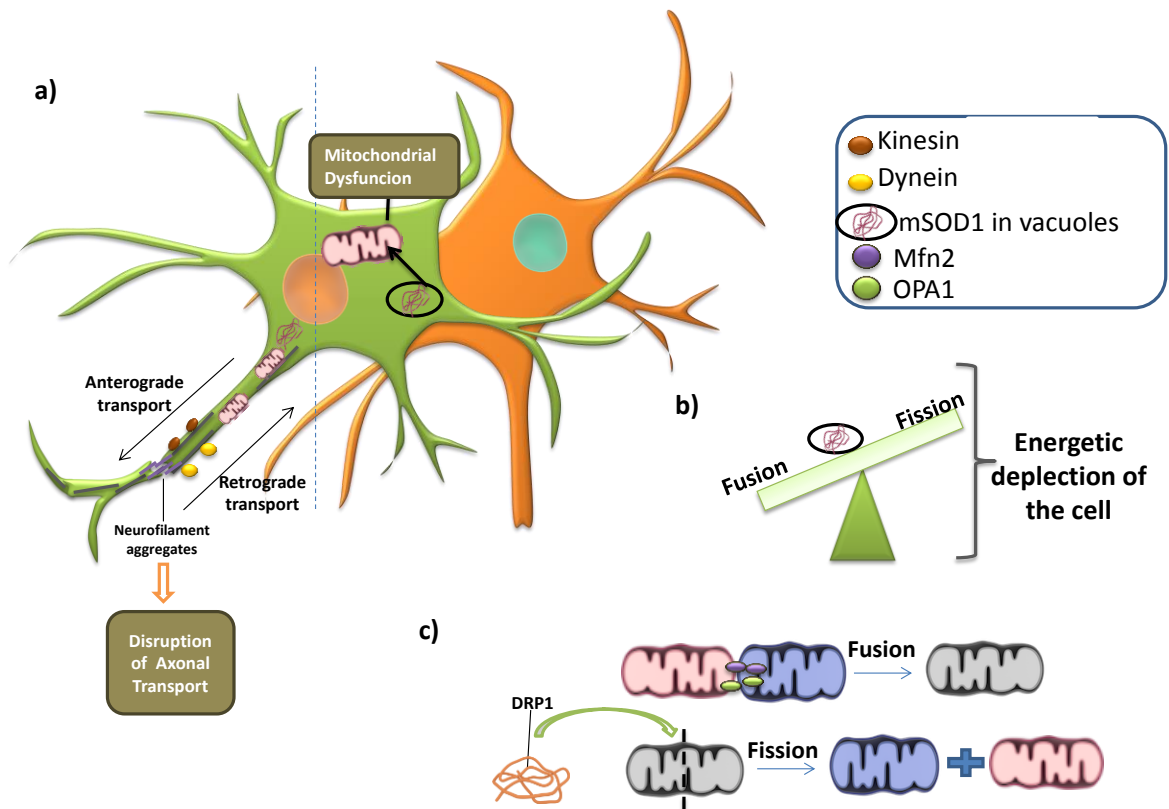 a)
Mitochondrial
Dysfuncion
Anterograde
transport
Retrograde
transport
Neurofilament
aggregates
Disruption
of Axonal
Transport
Kinesin
Dynein
mSOD1 in vacuoles
Mfn2
OPA1
b)
Fusion
Fission
Energetic
deplection of
the cell
c)
Fusion
DRP1
Fission